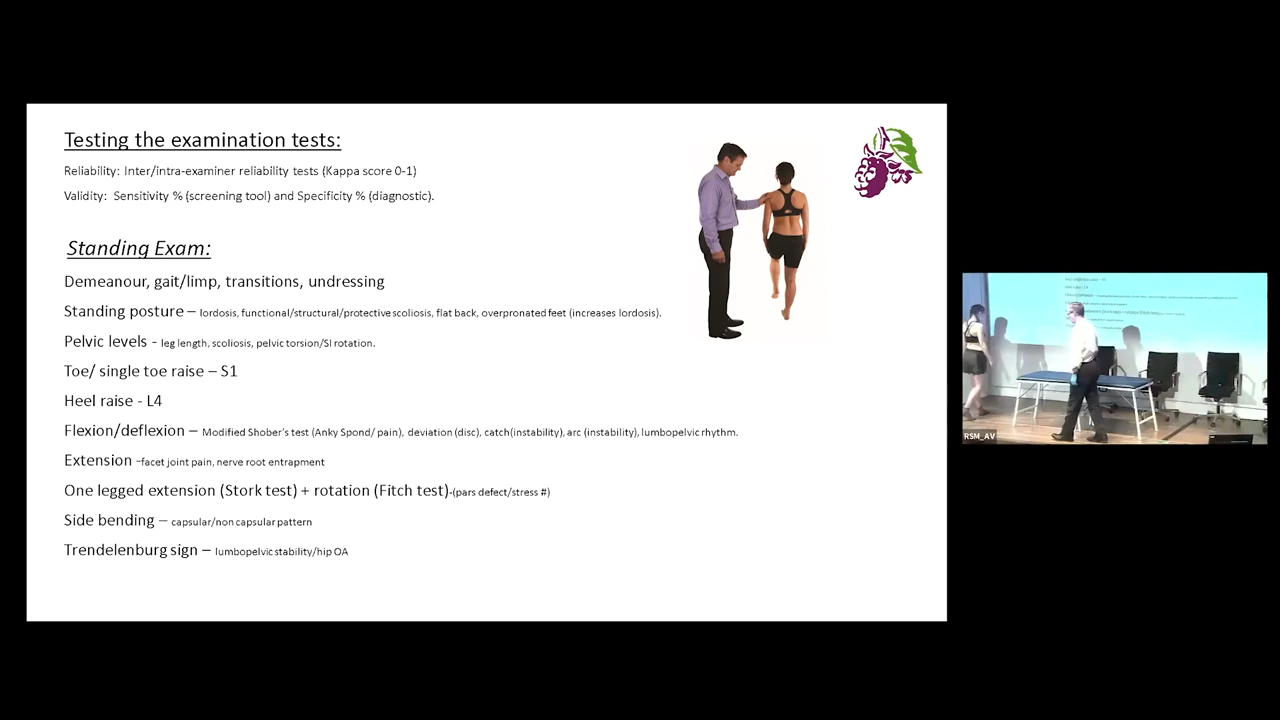 Testing the examination tests:
Reliability: Inter/intra-examiner reliability tests (Kappa score 0-1)
Validity: Sensitivity % (screening tool) and Specificity % (diagnostic).
Standing Exam:
Demeanour, gait/limp, transitions, undressing
Standing posture – lordosis, functional/structural/protective scoliosis, flat back, overpronated feet (increases lordosis).
Pelvic levels - leg length, scoliosis, pelvic torsion/SI rotation.
Toe/ single toe raise – S1
Heel raise - L4
Flexion/deflexion – Modified Shober's test (Anky Spond/ pain), deviation (disc), catch(instability), arc (instability), lumbopelvic rhythm.
Extension –facet joint pain, nerve root entrapment
One legged extension (Stork test) + rotation (Fitch test)-(pars defect/stress #)
Side bending – capsular/non capsular pattern
Trendelenburg sign – lumbopelvic stability/hip OA
RSM_AV